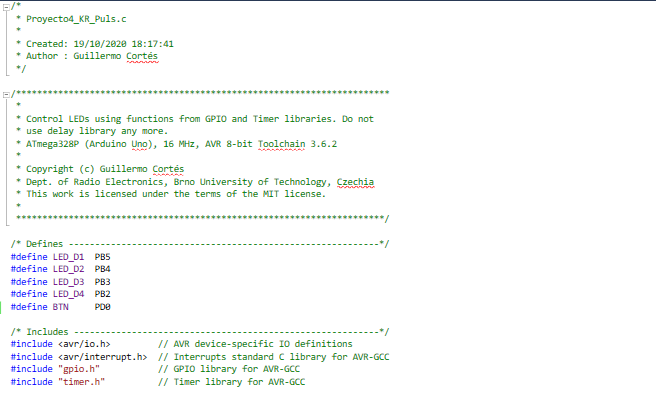 /*
 * Proyecto4_KR_Puls.c
 *
 * Created: 19/10/2020 18:17:41
 * Author : Guillermo Cortés
 */
/***********************************************************************
 *
 * Control LEDs using functions from GPIO and Timer libraries. Do not
 * use delay library any more.
 * ATmega328P (Arduino Uno), 16 MHz, AVR 8-bit Toolchain 3.6.2
 *
 * Copyright (c) Guillermo Cortés
 * Dept. of Radio Electronics, Brno University of Technology, Czechia
 * This work is licensed under the terms of the MIT license.
 *
 **********************************************************************/
/* Defines -----------------------------------------------------------*/
#define LED_D1  PB5
#define LED_D2  PB4
#define LED_D3  PB3
#define LED_D4  PB2
#define BTN     PD0
/* Includes ----------------------------------------------------------*/
#include <avr/io.h>         // AVR device-specific IO definitions
#include <avr/interrupt.h>  // Interrupts standard C library for AVR-GCC
#include "gpio.h"           // GPIO library for AVR-GCC
#include "timer.h"          // Timer library for AVR-GCC